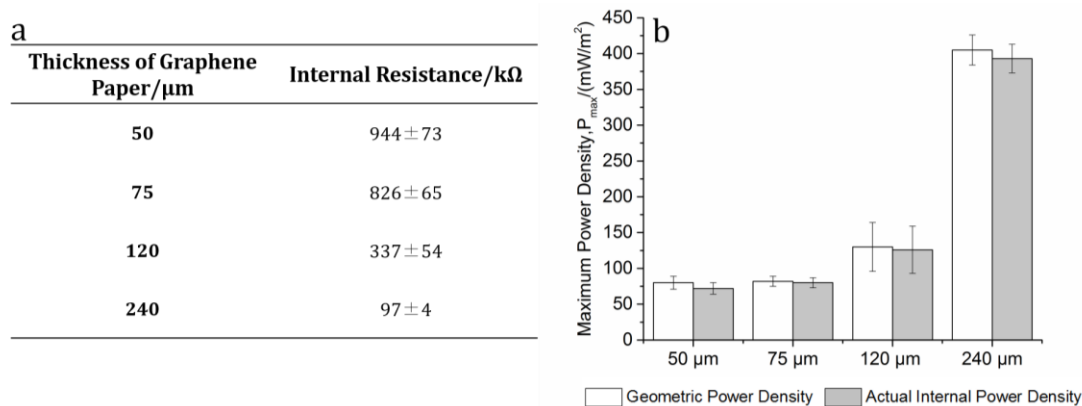 a
Thickness of Graphene Paper/μm
Internal Resistance/kΩ
50
944±73
75
826±65
120
337±54
240
97±4
b
Maximum Power Density,P_max/(mW/m²)
450
400
350
300
250
200
150
100
50
0
50 μm
75 μm
120 μm
240 μm
Geometric Power Density
Actual Internal Power Density